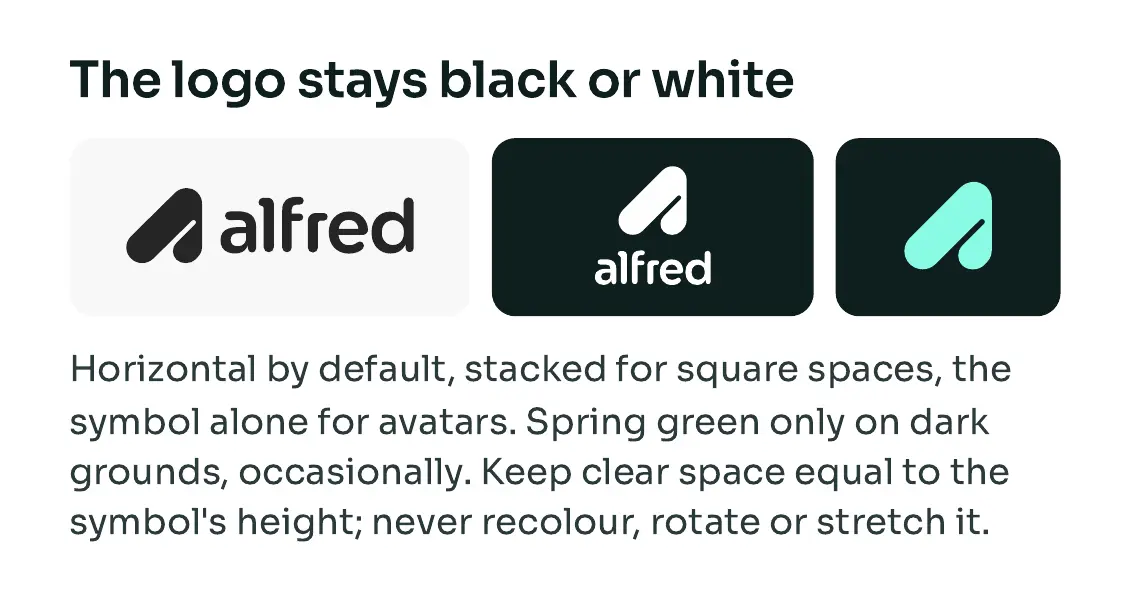 The logo stays black or white
alfred
alfred
Horizontal by default, stacked for square spaces, the
symbol alone for avatars. Spring green only on dark
grounds, occasionally. Keep clear space equal to the
symbol's height; never recolour, rotate or stretch it.